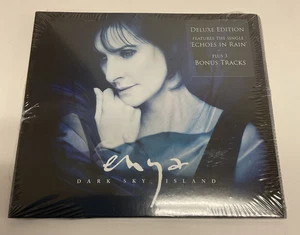 DELUXE EDITION
FEATURES THE SINGLE
ECHOES IN RAIN
PLUS 3
BONUS TRACKS
enya
DARK SKY ISLAND